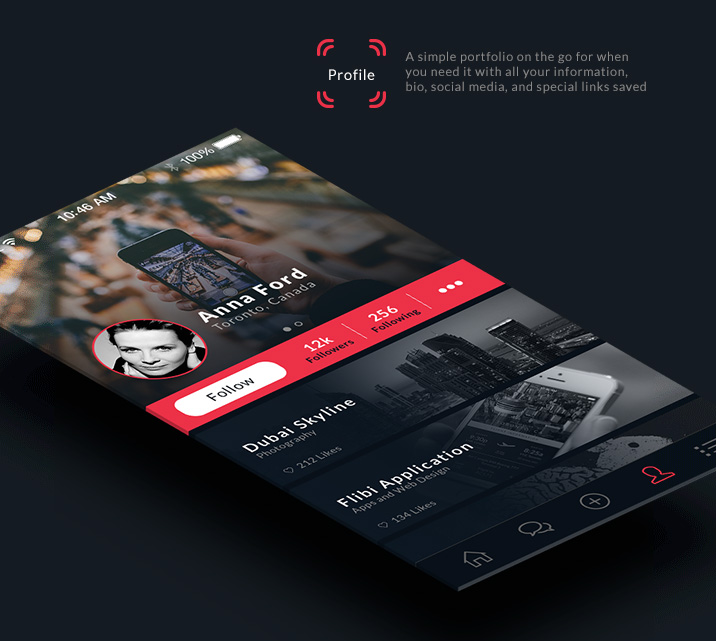 Profile
A simple portfolio on the go for when
you need it with all your information,
bio, social media, and special links saved
10:46 AM
100%
Anna Ford
Toronto, Canada
Follow
12k
Followers
256
Following
Dubai Skyline
Photography
212 Likes
Flibi Application
Apps and Web Design
134 Likes